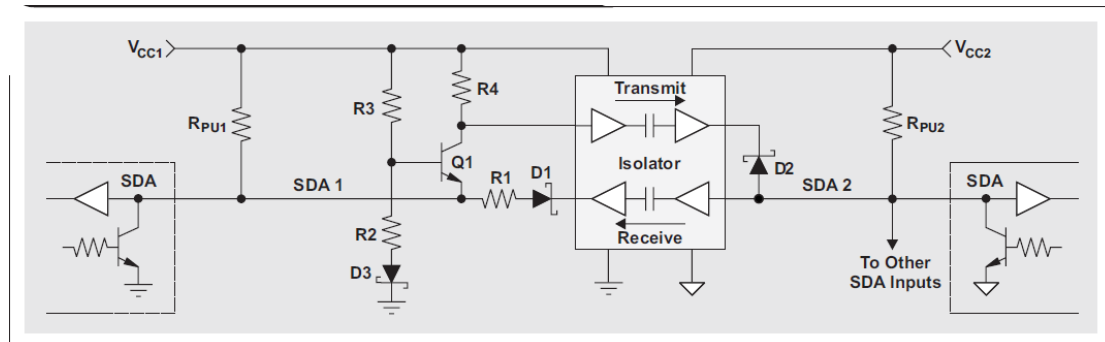 VCC1
VCC2
Transmit
R4
R3
RPU1
RPU2
Q1
D2
Isolator
D1
R1
SDA
SDA 1
SDA 2
SDA
R2
Receive
D3
To Other
SDA Inputs